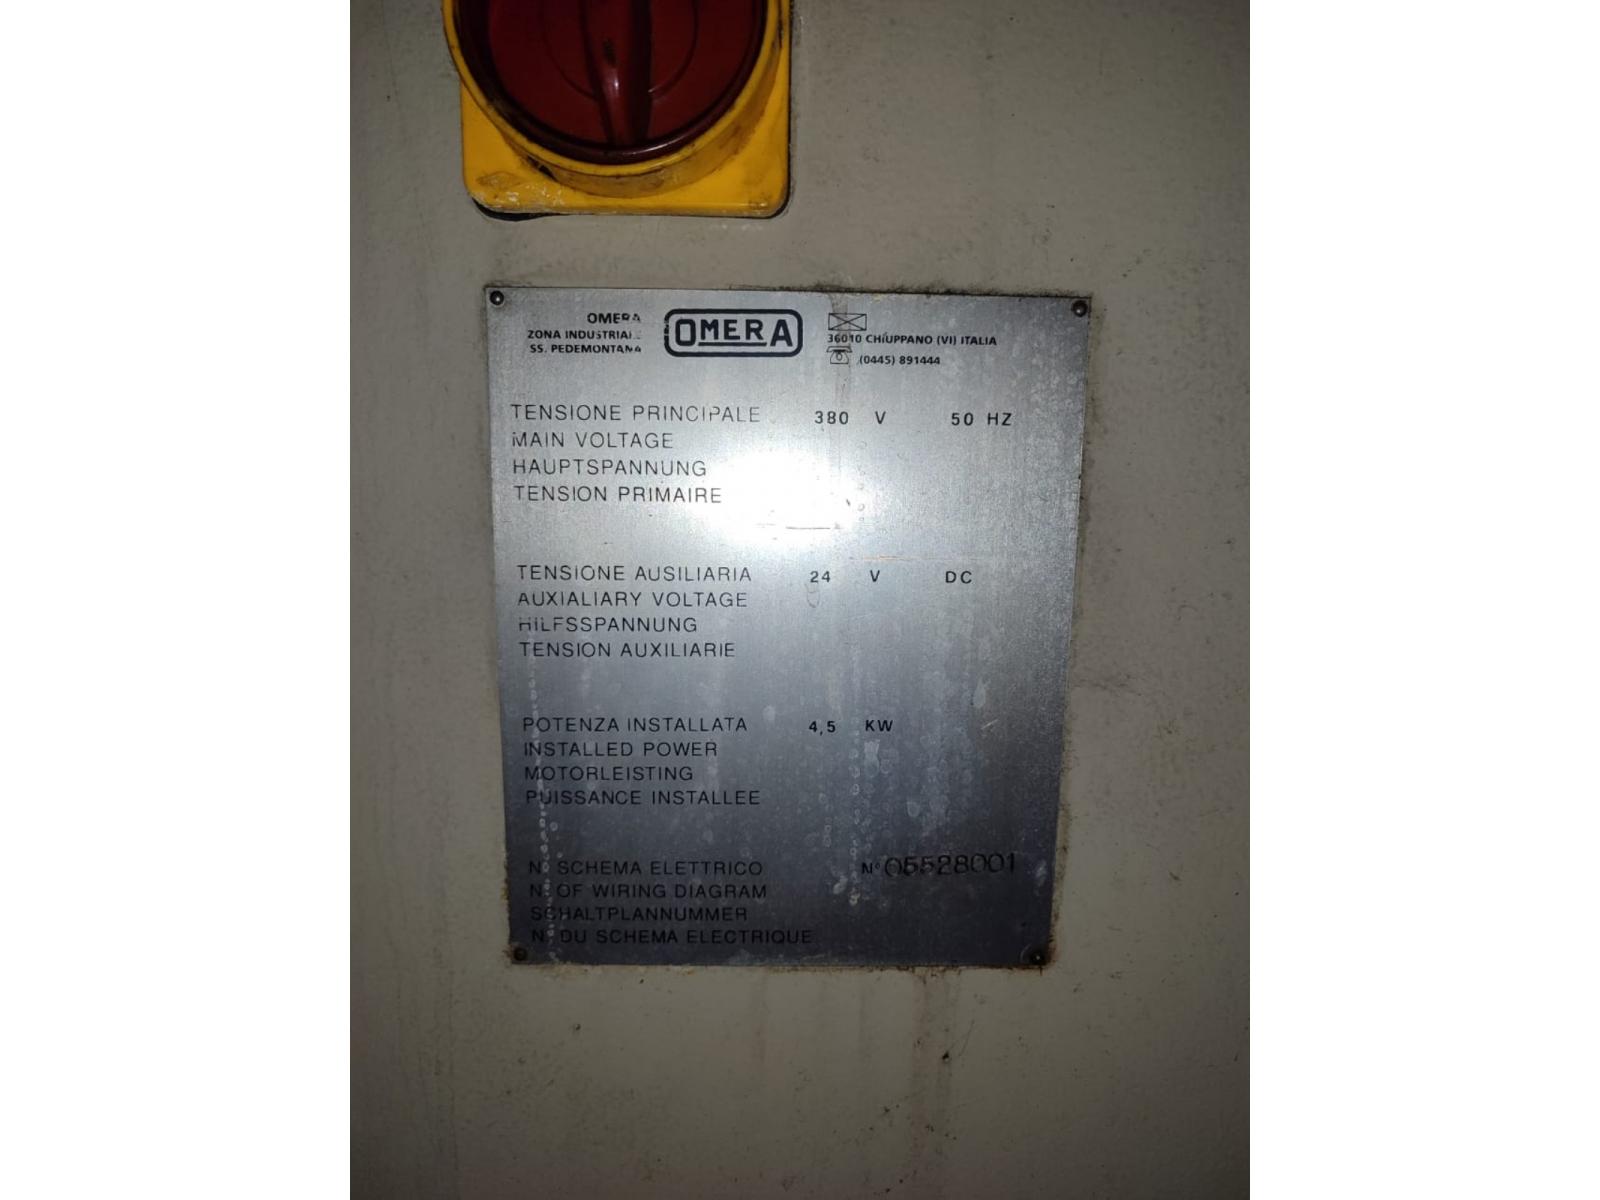 OMERA
ZONA INDUSTRIALE
SS. PEDEMONTANA
OMERA
36010 CHIUPPANO (VI) ITALIA
(0445) 891444
TENSIONE PRINCIPALE 380 V 50 HZ
MAIN VOLTAGE
HAUPTSPANNUNG
TENSION PRIMAIRE
TENSIONE AUSILIARIA 24 V DC
AUXIALIARY VOLTAGE
HILFSSPANNUNG
TENSION AUXILIARIE
POTENZA INSTALLATA 4,5 KW
INSTALLED POWER
MOTORLEISTING
PUISSANCE INSTALLEE
N. SCHEMA ELETTRICO N° 05528001
N. OF WIRING DIAGRAM
SCHALTPLANNUMMER
N. DU SCHEMA ELECTRIQUE